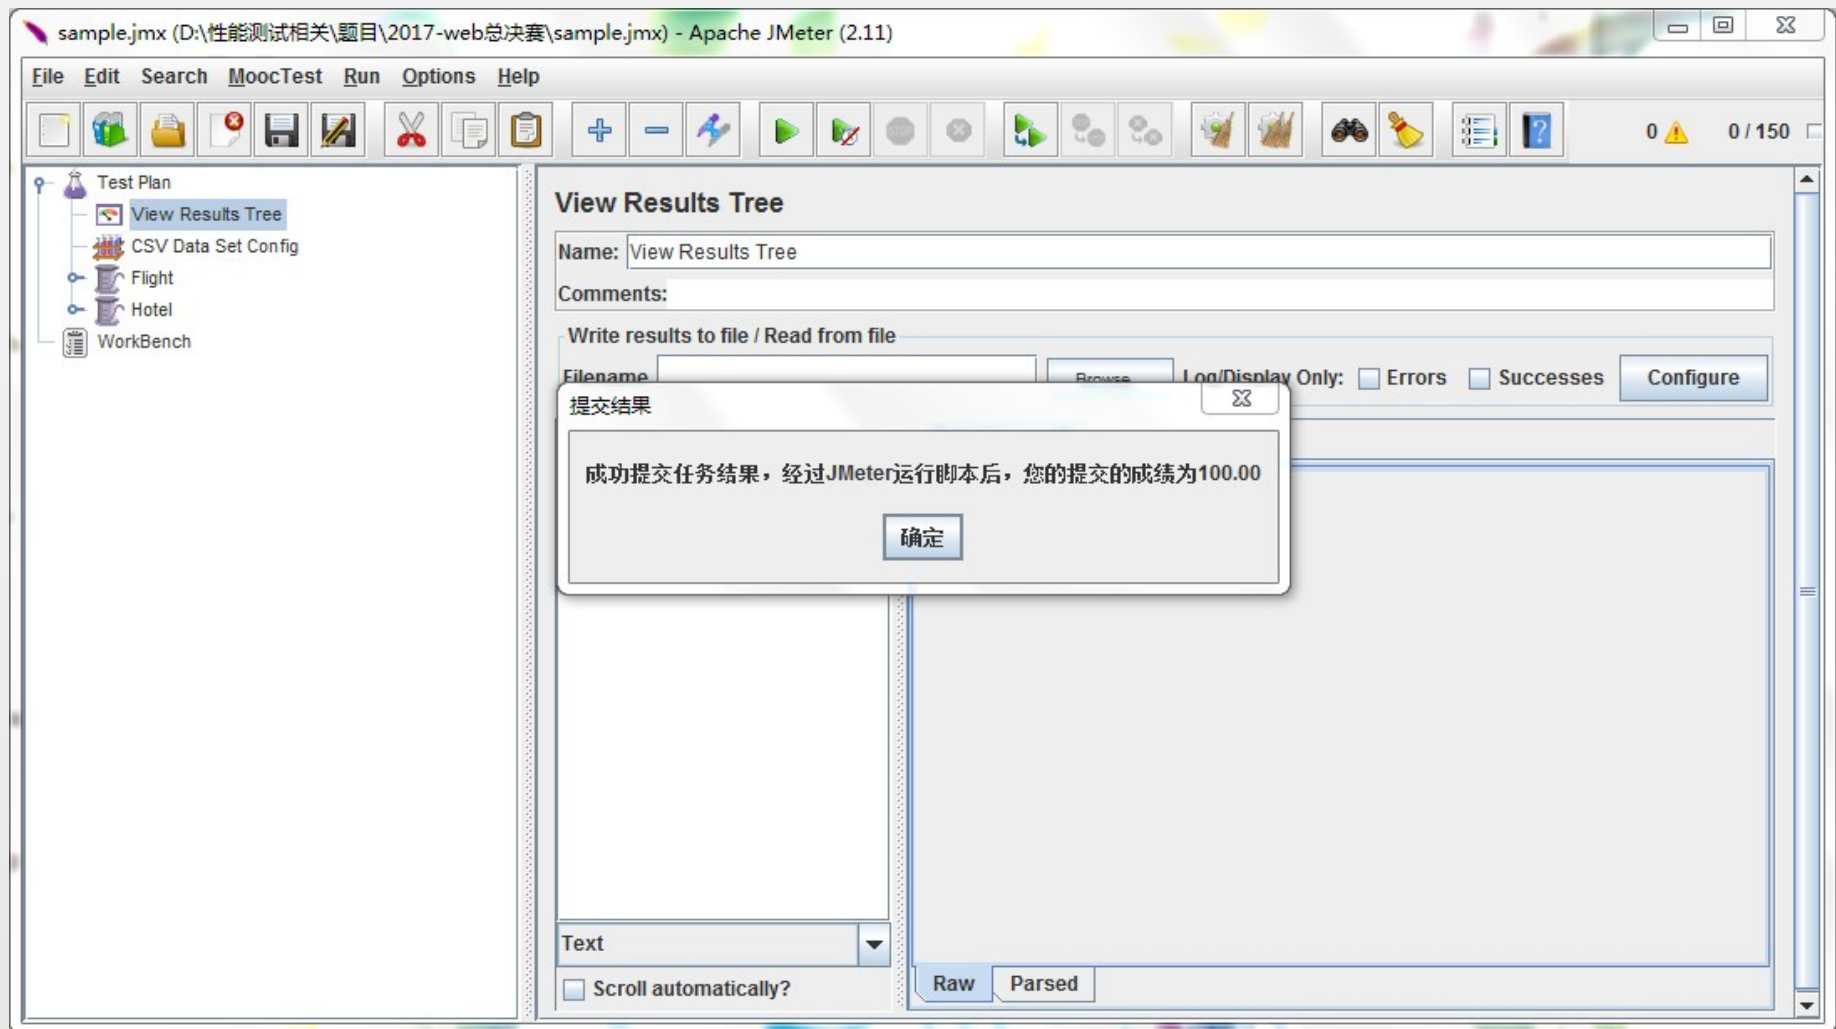 sample.jmx (D:\性能测试相关\题目\2017-web总决赛\sample.jmx) - Apache JMeter (2.11)
File Edit Search MoocTest Run Options Help
0 0 / 150
Test Plan
View Results Tree
CSV Data Set Config
Flight
Hotel
WorkBench
View Results Tree
Name: View Results Tree
Comments:
Write results to file / Read from file
Filename Browse... Log/Display Only: Errors Successes Configure
提交结果
成功提交任务结果，经过JMeter运行脚本后，您的提交的成绩为100.00
确定
Text
Scroll automatically?
Raw Parsed